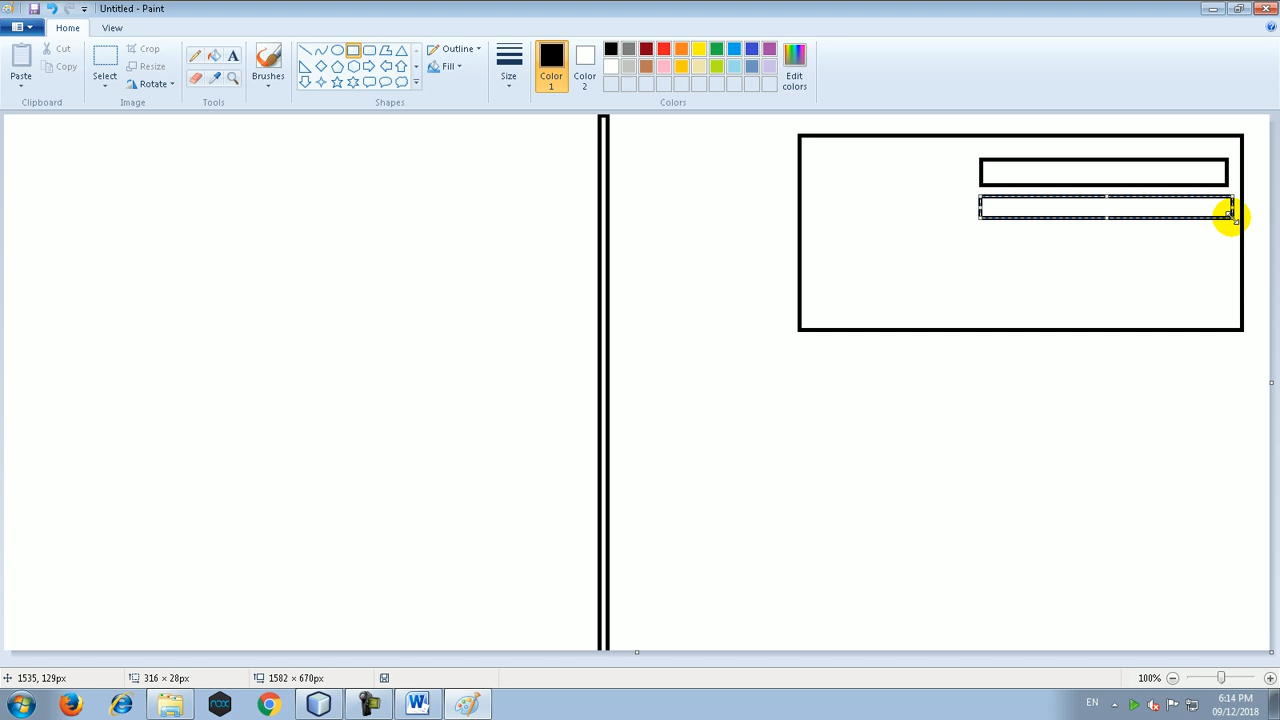 Untitled - Paint
Home View
Paste
Cut
Copy
Clipboard
Select
Crop
Resize
Rotate
Image
Tools
Brushes
Outline
Fill
Shapes
Size
Color 1
Color 2
Edit colors
Colors
1535, 129px 316 × 28px 1582 × 670px 100%
nox
W
EN
6:14 PM
09/12/2018